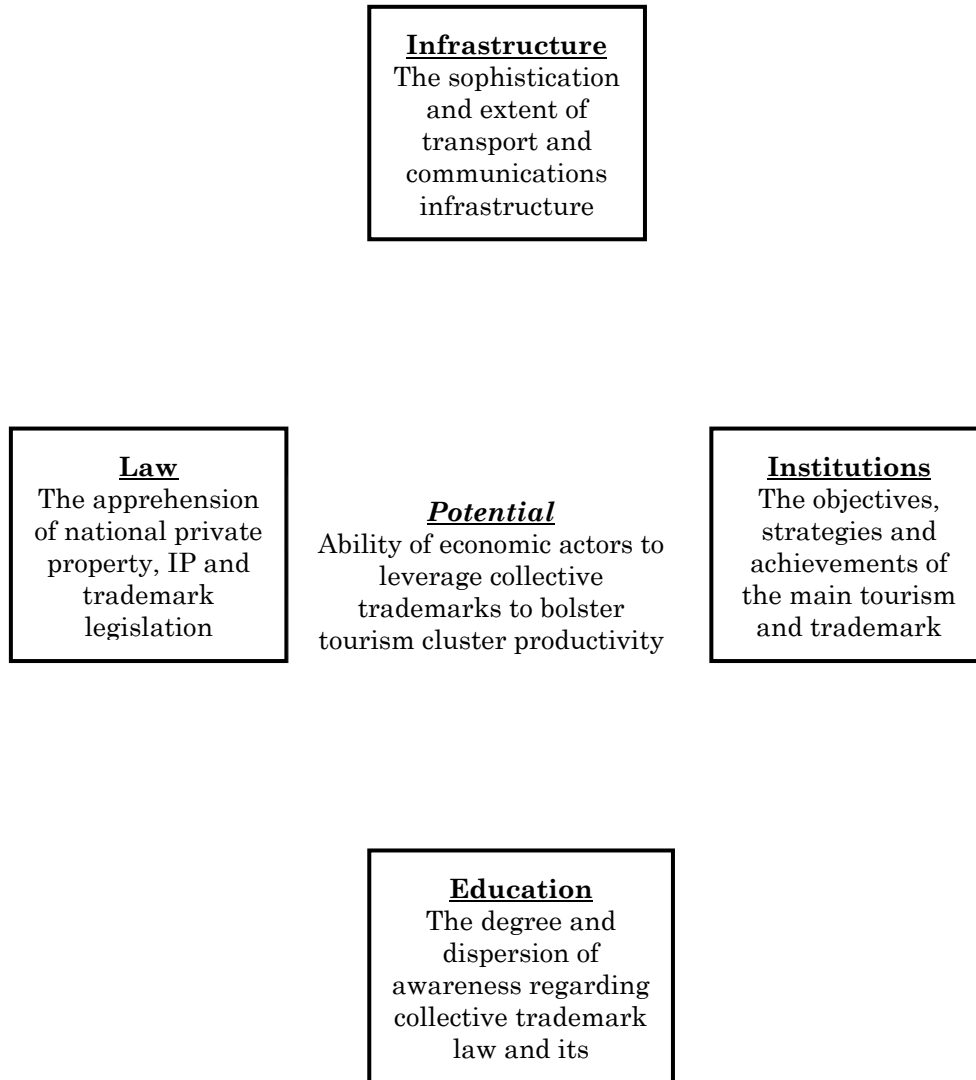 Infrastructure
The sophistication
and extent of
transport and
communications
infrastructure
Law
The apprehension
of national private
property, IP and
trademark
legislation
Potential
Ability of economic actors to
leverage collective
trademarks to bolster
tourism cluster productivity
Institutions
The objectives,
strategies and
achievements of
the main tourism
and trademark
Education
The degree and
dispersion of
awareness regarding
collective trademark
law and its